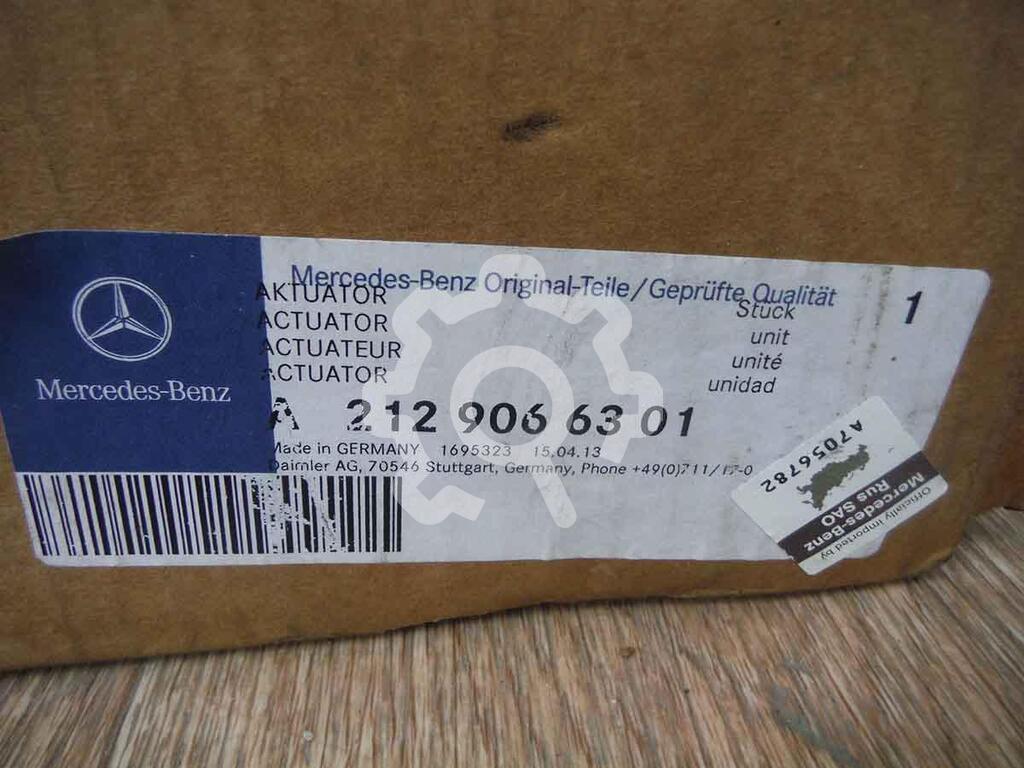 Mercedes-Benz
Mercedes-Benz Original-Teile/Geprüfte Qualität
AKTUATOR
ACTUATOR
ACTUATEUR
ACTUATOR
Stück
unit
unité
unidad
1
A 212 906 63 01
Made in GERMANY 1695323 15.04.13
Daimler AG, 70546 Stuttgart, Germany, Phone +49(0)711/17-0
A7056782
Officially imported by
Mercedes-Benz
Rus SAO